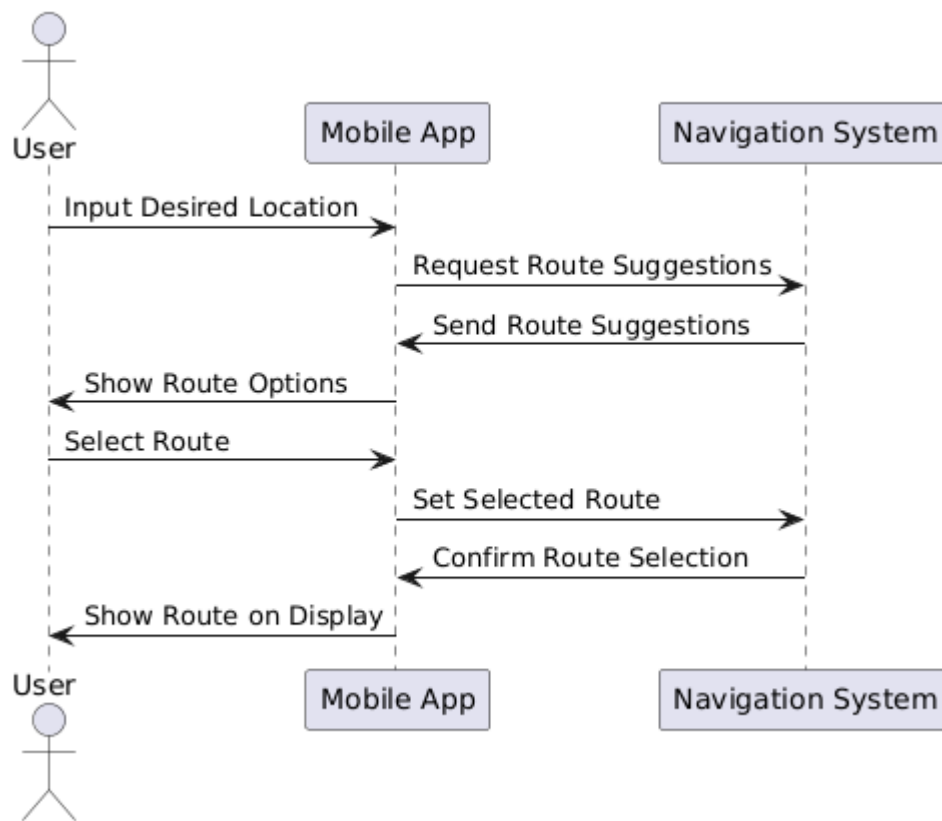 User
Mobile App
Navigation System
Input Desired Location
Request Route Suggestions
Send Route Suggestions
Show Route Options
Select Route
Set Selected Route
Confirm Route Selection
Show Route on Display
User
Mobile App
Navigation System